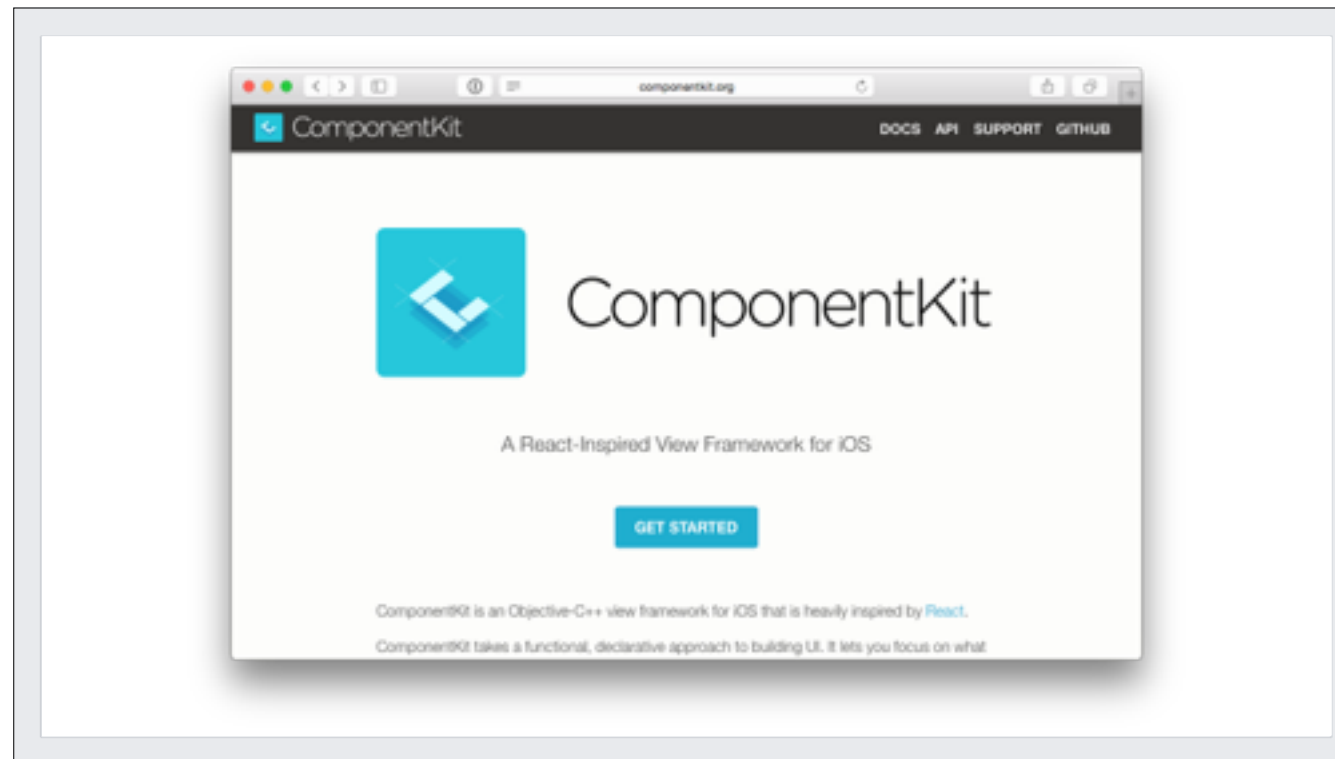 componentkit.org
ComponentKit
DOCS API SUPPORT GITHUB
ComponentKit
A React-Inspired View Framework for iOS
GET STARTED
ComponentKit is an Objective-C++ view framework for iOS that is heavily inspired by React.
ComponentKit takes a functional, declarative approach to building UI. It lets you focus on what